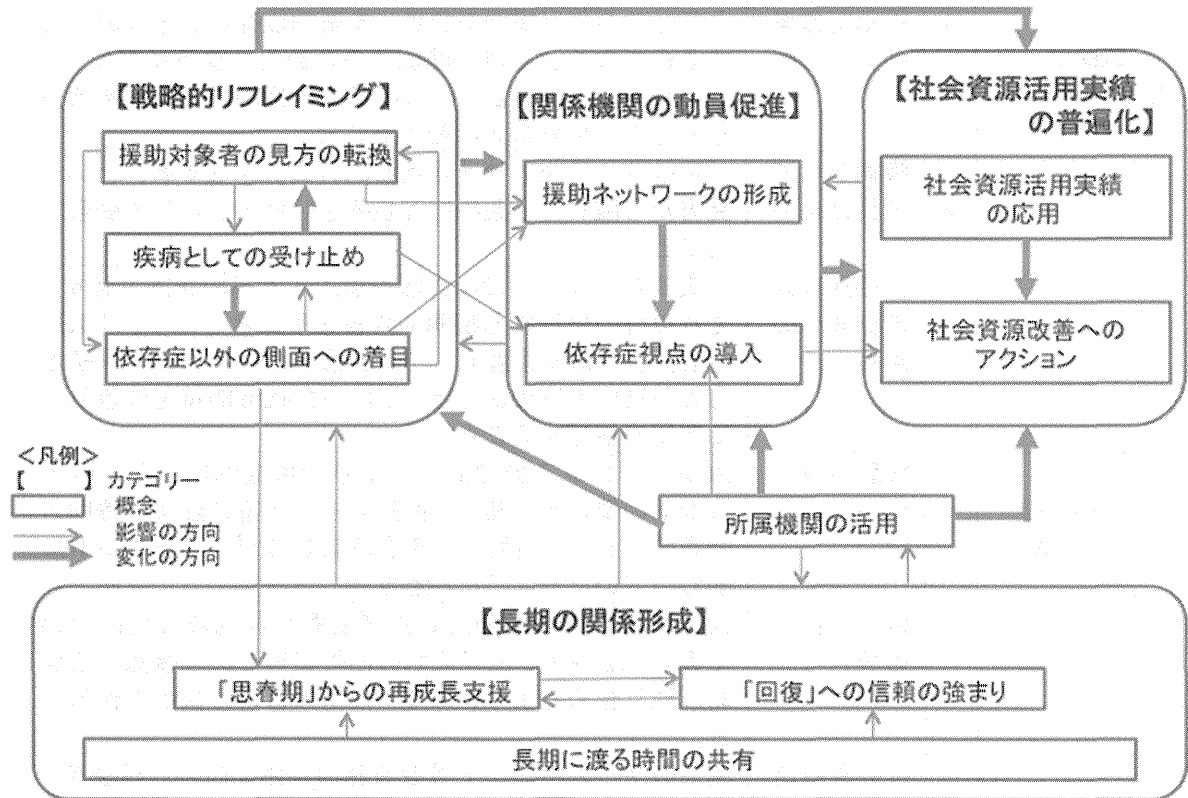 【戦略的リフレイミング】
援助対象者の見方の転換
疾病としての受け止め
依存症以外の側面への着目
【関係機関の動員促進】
援助ネットワークの形成
依存症視点の導入
【社会資源活用実績
の普遍化】
社会資源活用実績
の応用
社会資源改善への
アクション
<凡例>
【　　】カテゴリー
概念
影響の方向
変化の方向
所属機関の活用
【長期の関係形成】
「思春期」からの再成長支援
「回復」への信頼の強まり
長期に渡る時間の共有